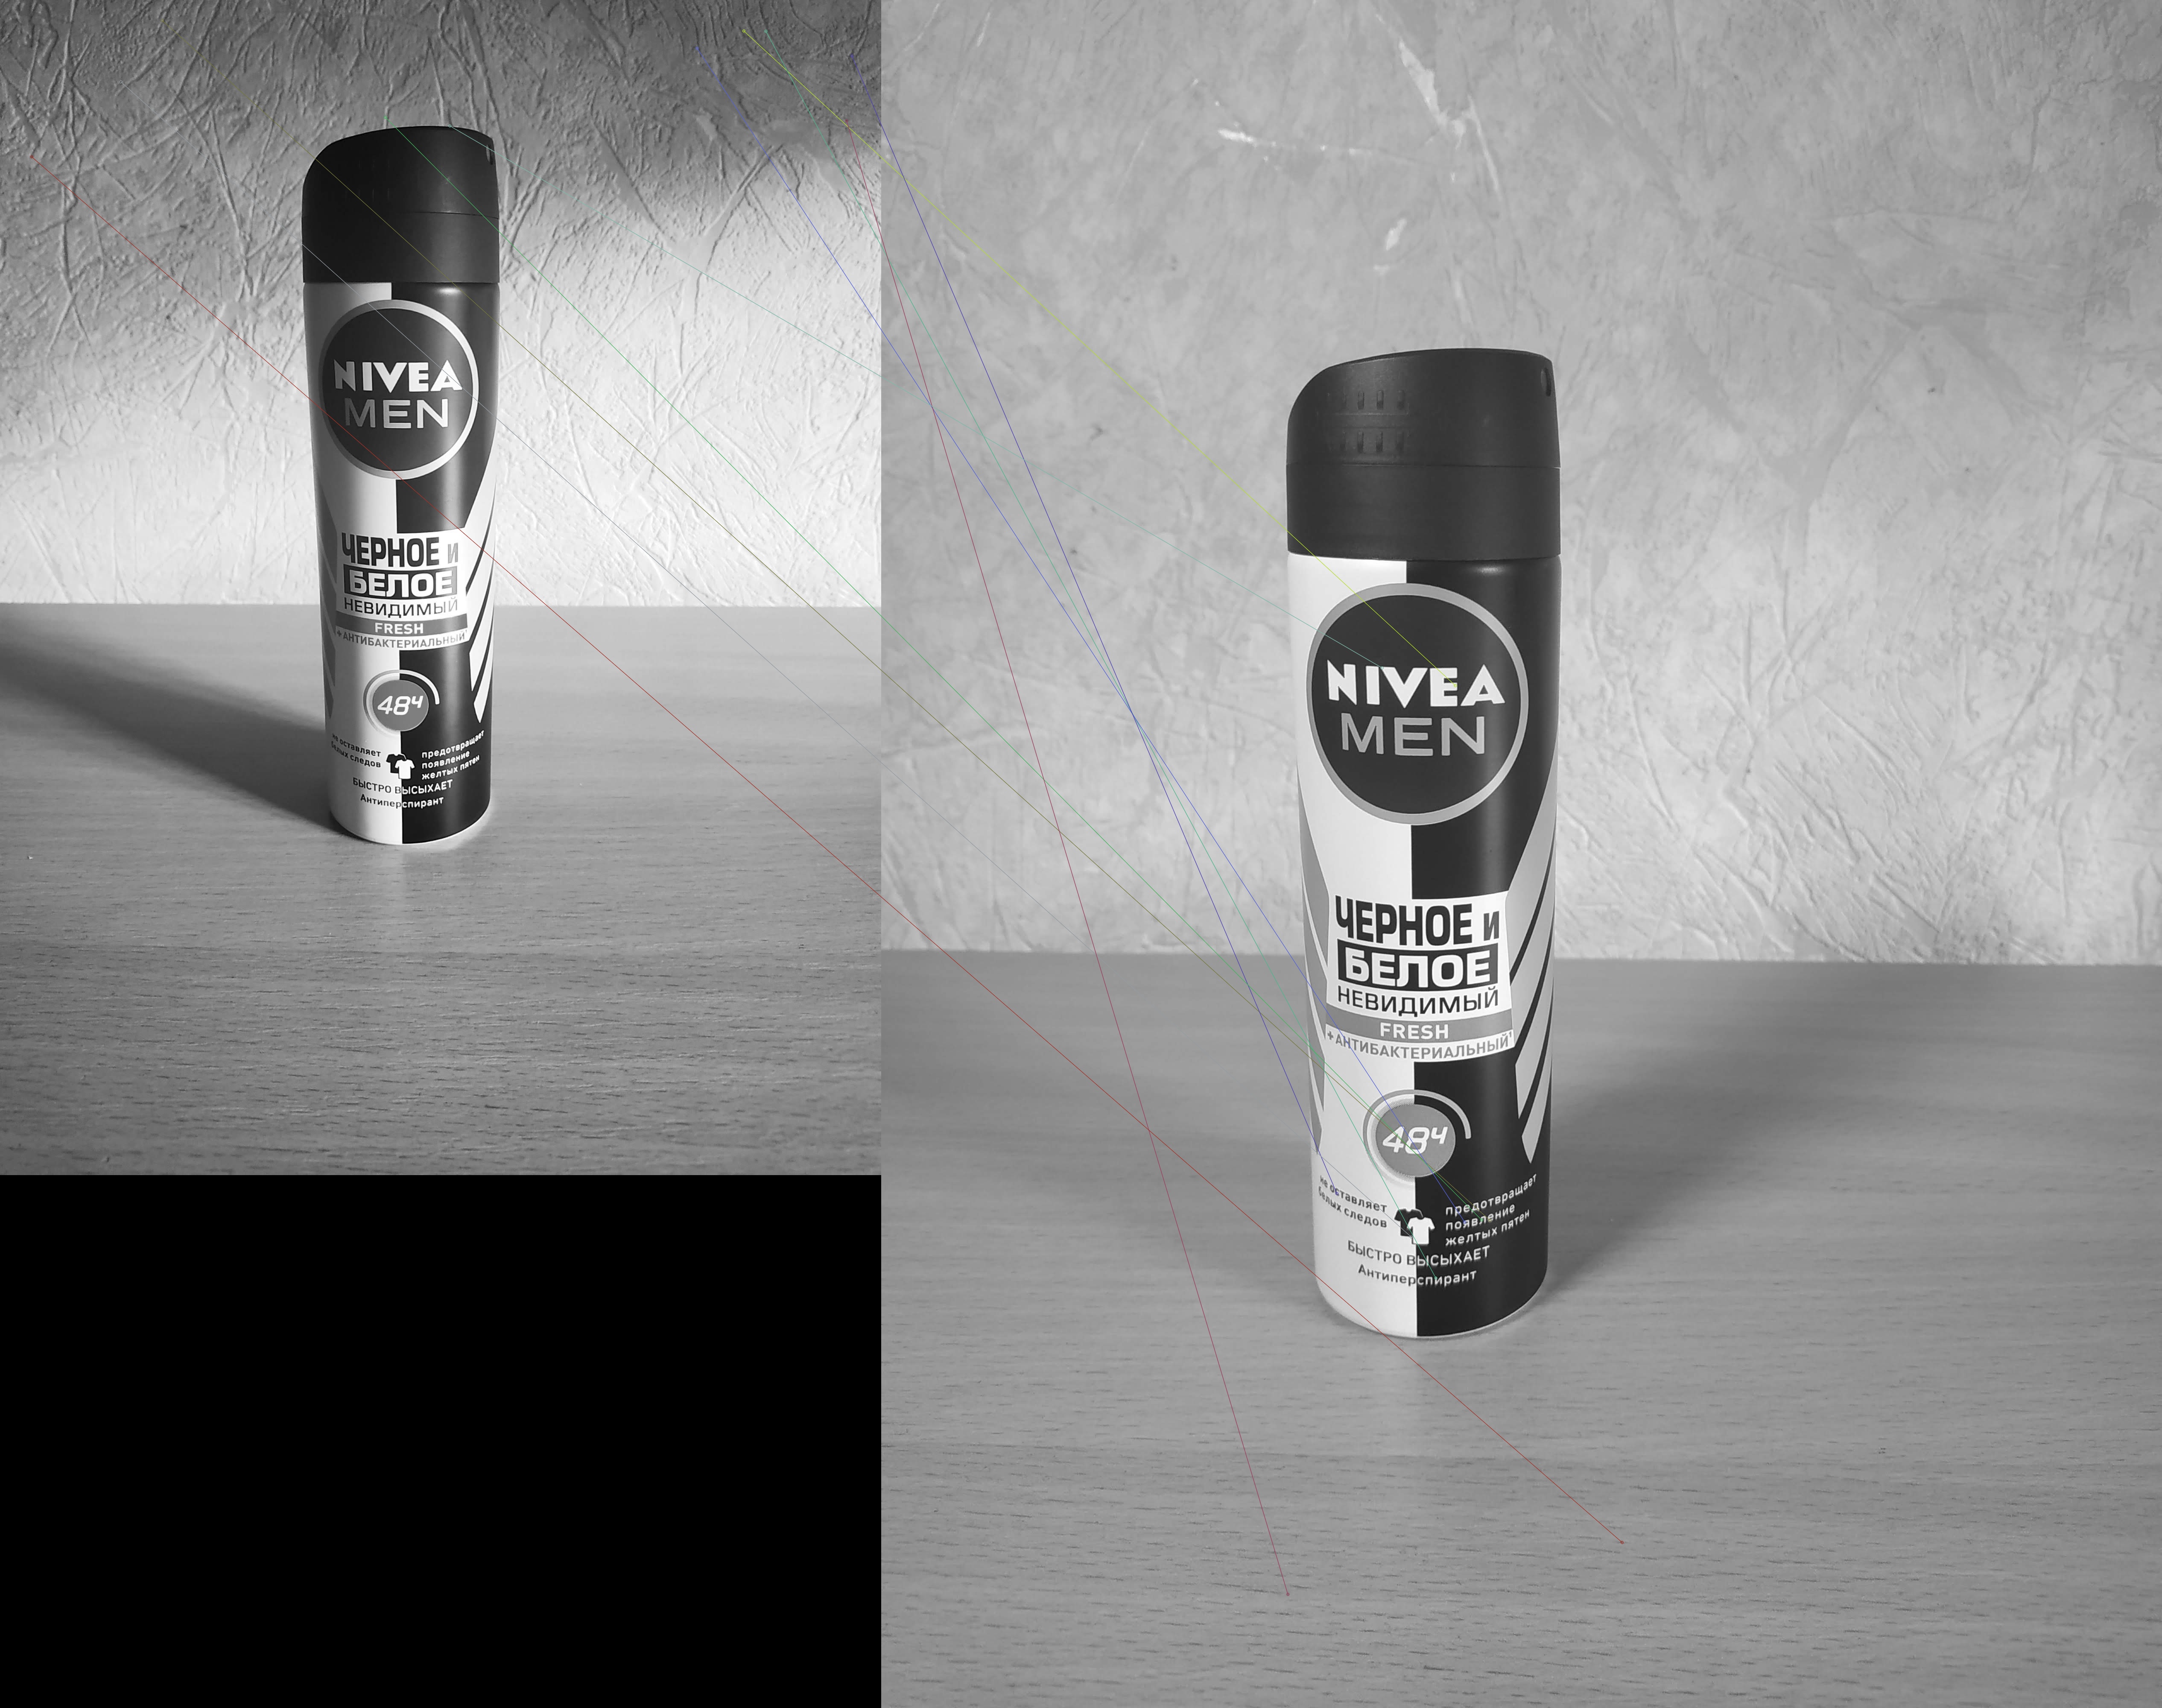 NIVEA
MEN
ЧЕРНОЕ и
БЕЛОЕ
НЕВИДИМЫЙ
FRESH
+АНТИБАКТЕРИАЛЬНЫЙ
48ч
не оставляет
белых следов
предотвращает
появление
желтых пятен
БЫСТРО ВЫСЫХАЕТ
Антиперспирант
NIVEA
MEN
ЧЕРНОЕ и
БЕЛОЕ
НЕВИДИМЫЙ
FRESH
+АНТИБАКТЕРИАЛЬНЫЙ¹
48ч
не оставляет
белых следов
предотвращает
появление
желтых пятен
БЫСТРО ВЫСЫХАЕТ
Антиперспирант